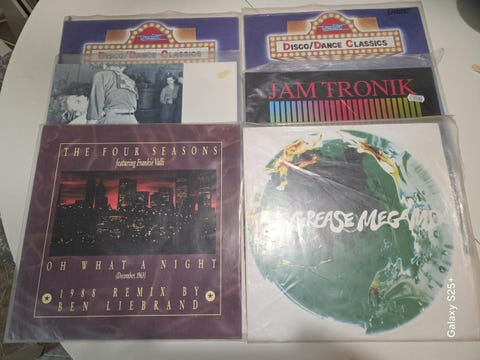 DISCO/DANCE CLASSICS
DISCO/DANCE CLASSICS
JAM TRONIK
THE FOUR SEASONS
featuring Frankie Valli
OH WHAT A NIGHT
(December, 1963)
1988 REMIX BY
BEN LIEBRAND
GREASE MEGAMIX
Galaxy S25+